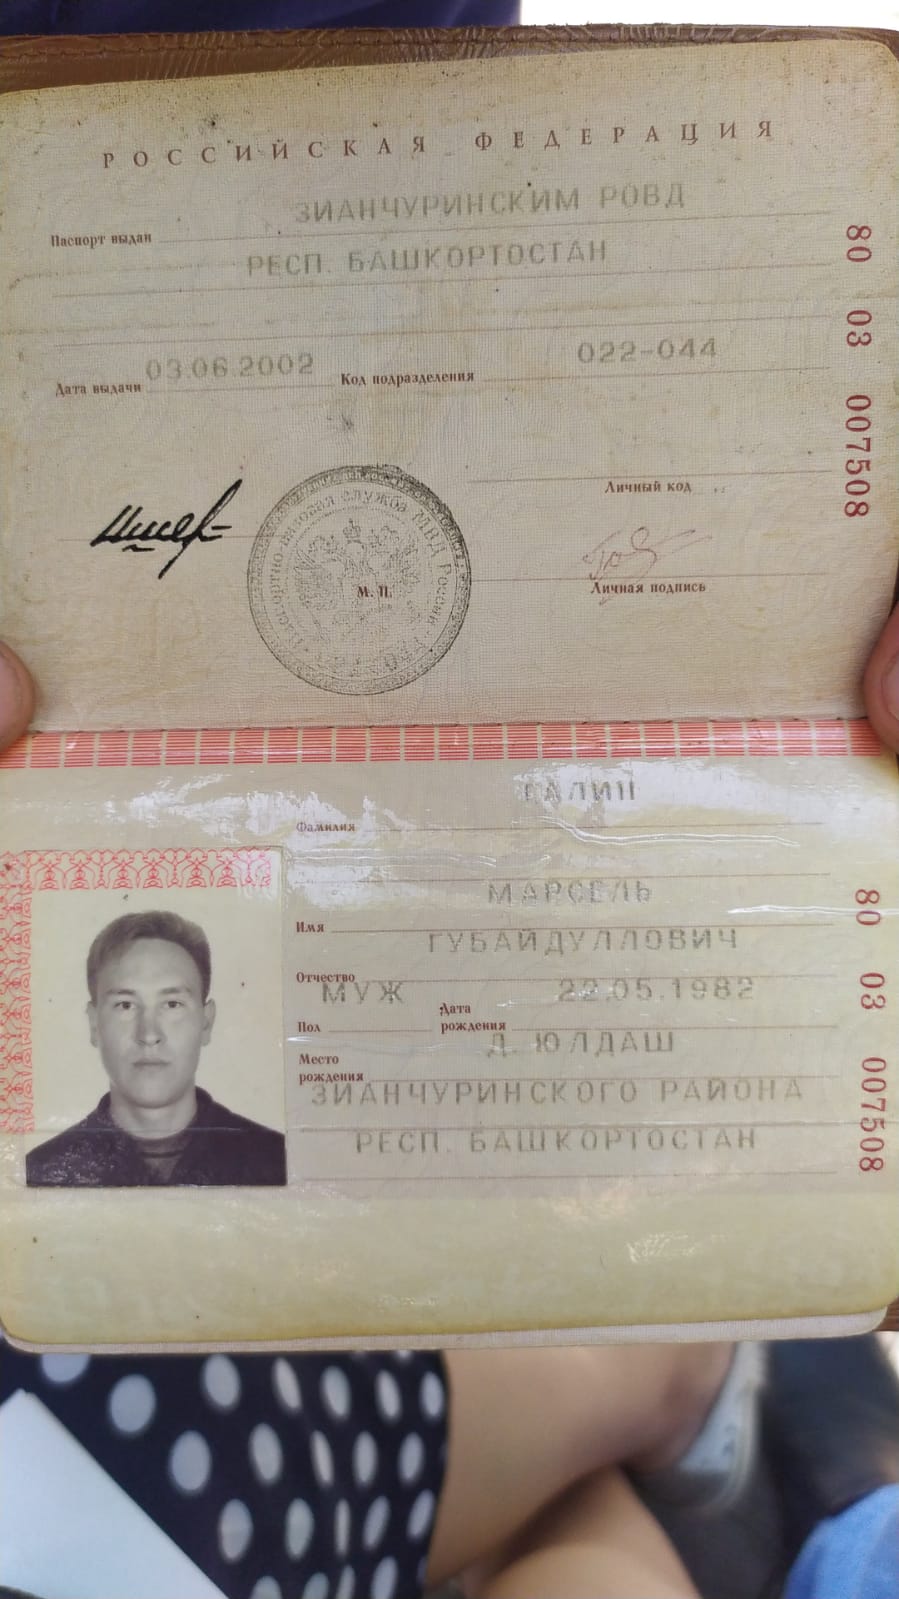 РОССИЙСКАЯ ФЕДЕРАЦИЯ
Паспорт выдан ЗИАНЧУРИНСКИМ РОВД
РЕСП. БАШКОРТОСТАН
Дата выдачи 03.06.2002 Код подразделения 022-044
80 03 007508
Личный код
М. П.
Личная подпись
Фамилия ГАЛИН
Имя МАРСЕЛЬ
Отчество ГУБАЙДУЛЛОВИЧ
Пол МУЖ Дата рождения 22.05.1982
Место рождения Д. ЮЛДАШ
ЗИАНЧУРИНСКОГО РАЙОНА
РЕСП. БАШКОРТОСТАН
80 03 007508